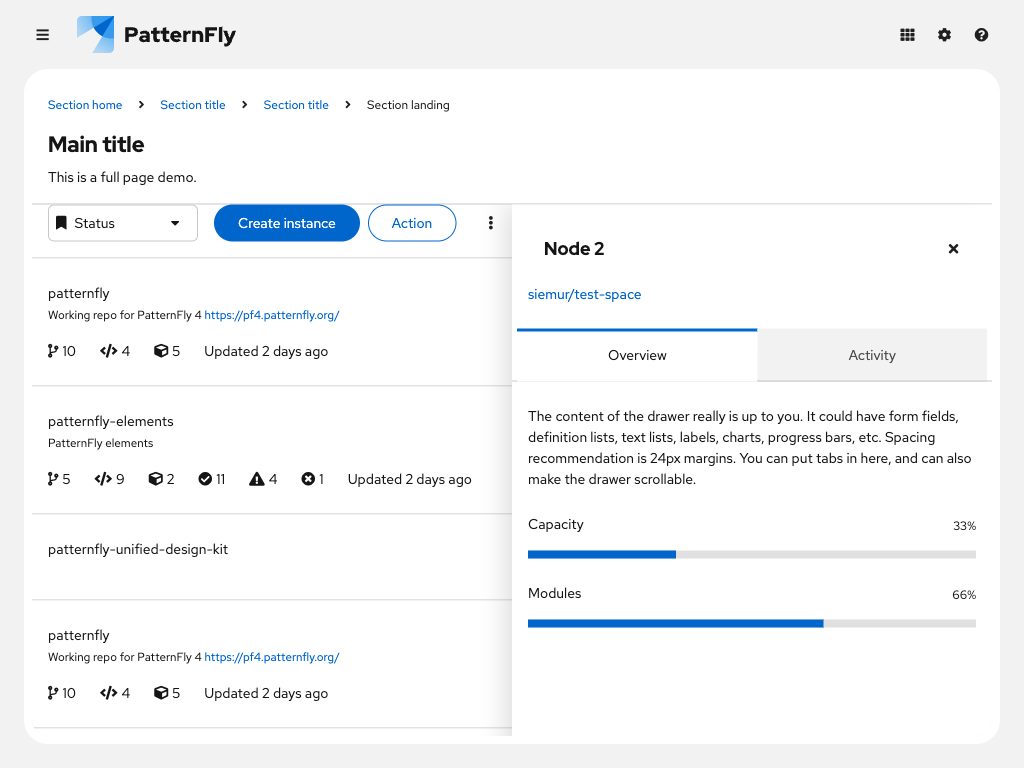 PatternFly
Section home Section title Section title Section landing
Main title
This is a full page demo.
Status Create instance Action
patternfly
Working repo for PatternFly 4 https://pf4.patternfly.org/
10 4 5 Updated 2 days ago
patternfly-elements
PatternFly elements
5 9 2 11 4 1 Updated 2 days ago
patternfly-unified-design-kit
patternfly
Working repo for PatternFly 4 https://pf4.patternfly.org/
10 4 5 Updated 2 days ago
Node 2
siemur/test-space
Overview Activity
The content of the drawer really is up to you. It could have form fields,
definition lists, text lists, labels, charts, progress bars, etc. Spacing
recommendation is 24px margins. You can put tabs in here, and can also
make the drawer scrollable.
Capacity 33%
Modules 66%